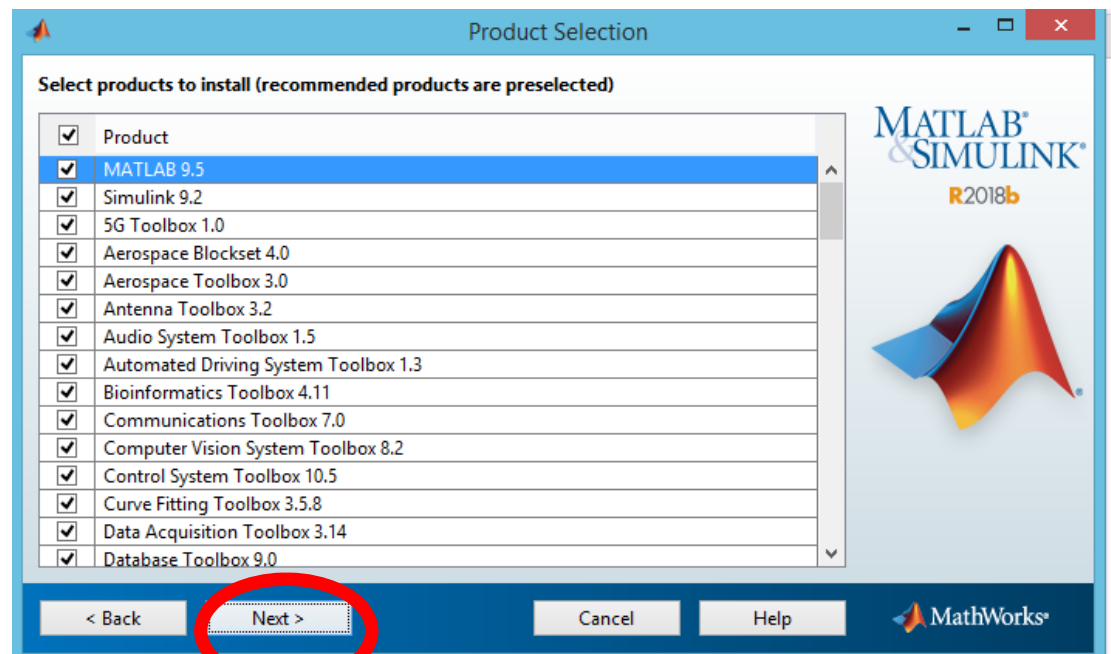 Product Selection
Select products to install (recommended products are preselected)
Product
MATLAB 9.5
Simulink 9.2
5G Toolbox 1.0
Aerospace Blockset 4.0
Aerospace Toolbox 3.0
Antenna Toolbox 3.2
Audio System Toolbox 1.5
Automated Driving System Toolbox 1.3
Bioinformatics Toolbox 4.11
Communications Toolbox 7.0
Computer Vision System Toolbox 8.2
Control System Toolbox 10.5
Curve Fitting Toolbox 3.5.8
Data Acquisition Toolbox 3.14
Database Toolbox 9.0
MATLAB®
&SIMULINK®
R2018b
®
< Back
Next >
Cancel
Help
MathWorks®